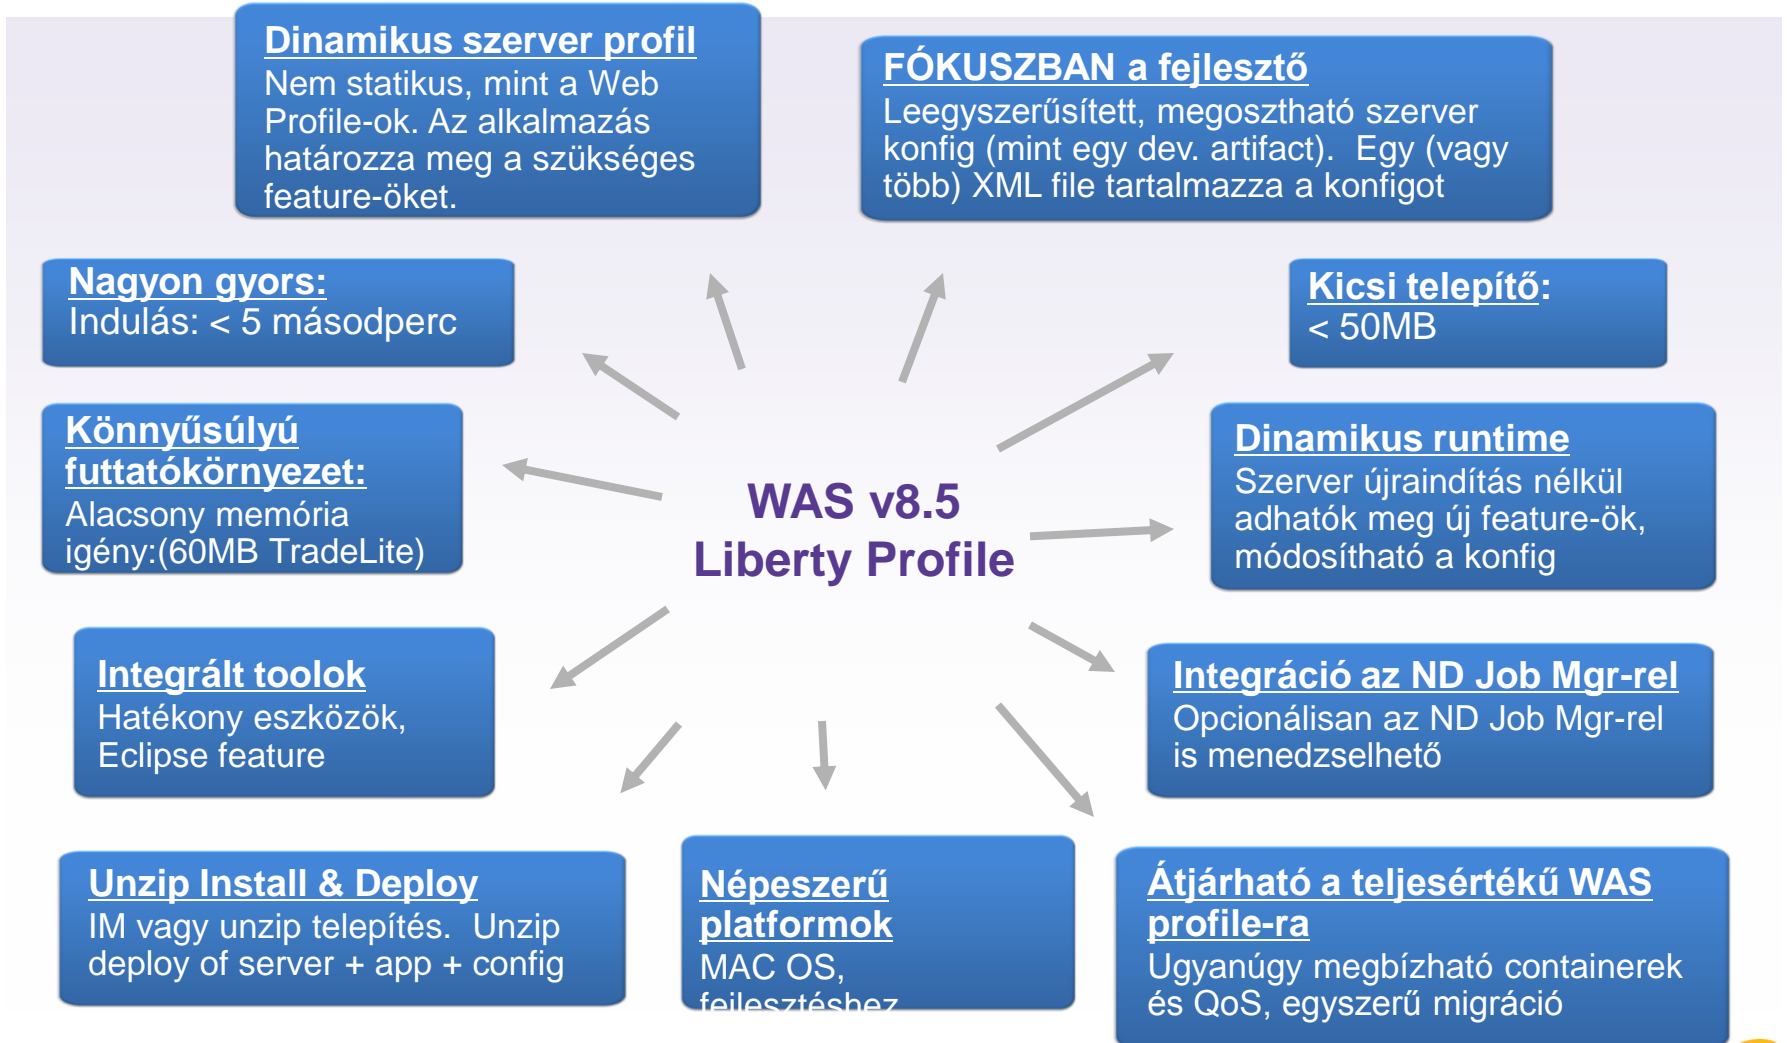 Dinamikus szerver profil
Nem statikus, mint a Web
Profile-ok. Az alkalmazás
határozza meg a szükséges
feature-öket.
FÓKUSZBAN a fejlesztő
Leegyszerűsített, megosztható szerver
konfig (mint egy dev. artifact).  Egy (vagy
több) XML file tartalmazza a konfigot
Nagyon gyors:
Indulás: < 5 másodperc
Kicsi telepítő:
< 50MB
Könnyűsúlyú
futtatókörnyezet:
Alacsony memória
igény:(60MB TradeLite)
WAS v8.5
Liberty Profile
Dinamikus runtime
Szerver újraindítás nélkül
adhatók meg új feature-ök,
módosítható a konfig
Integrált toolok
Hatékony eszközök,
Eclipse feature
Integráció az ND Job Mgr-rel
Opcionálisan az ND Job Mgr-rel
is menedzselhető
Unzip Install & Deploy
IM vagy unzip telepítés.  Unzip
deploy of server + app + config
Népeszerű
platformok
MAC OS,
fejlesztéshez
Átjárható a teljesértékű WAS
profile-ra
Ugyanúgy megbízható containerek
és QoS, egyszerű migráció